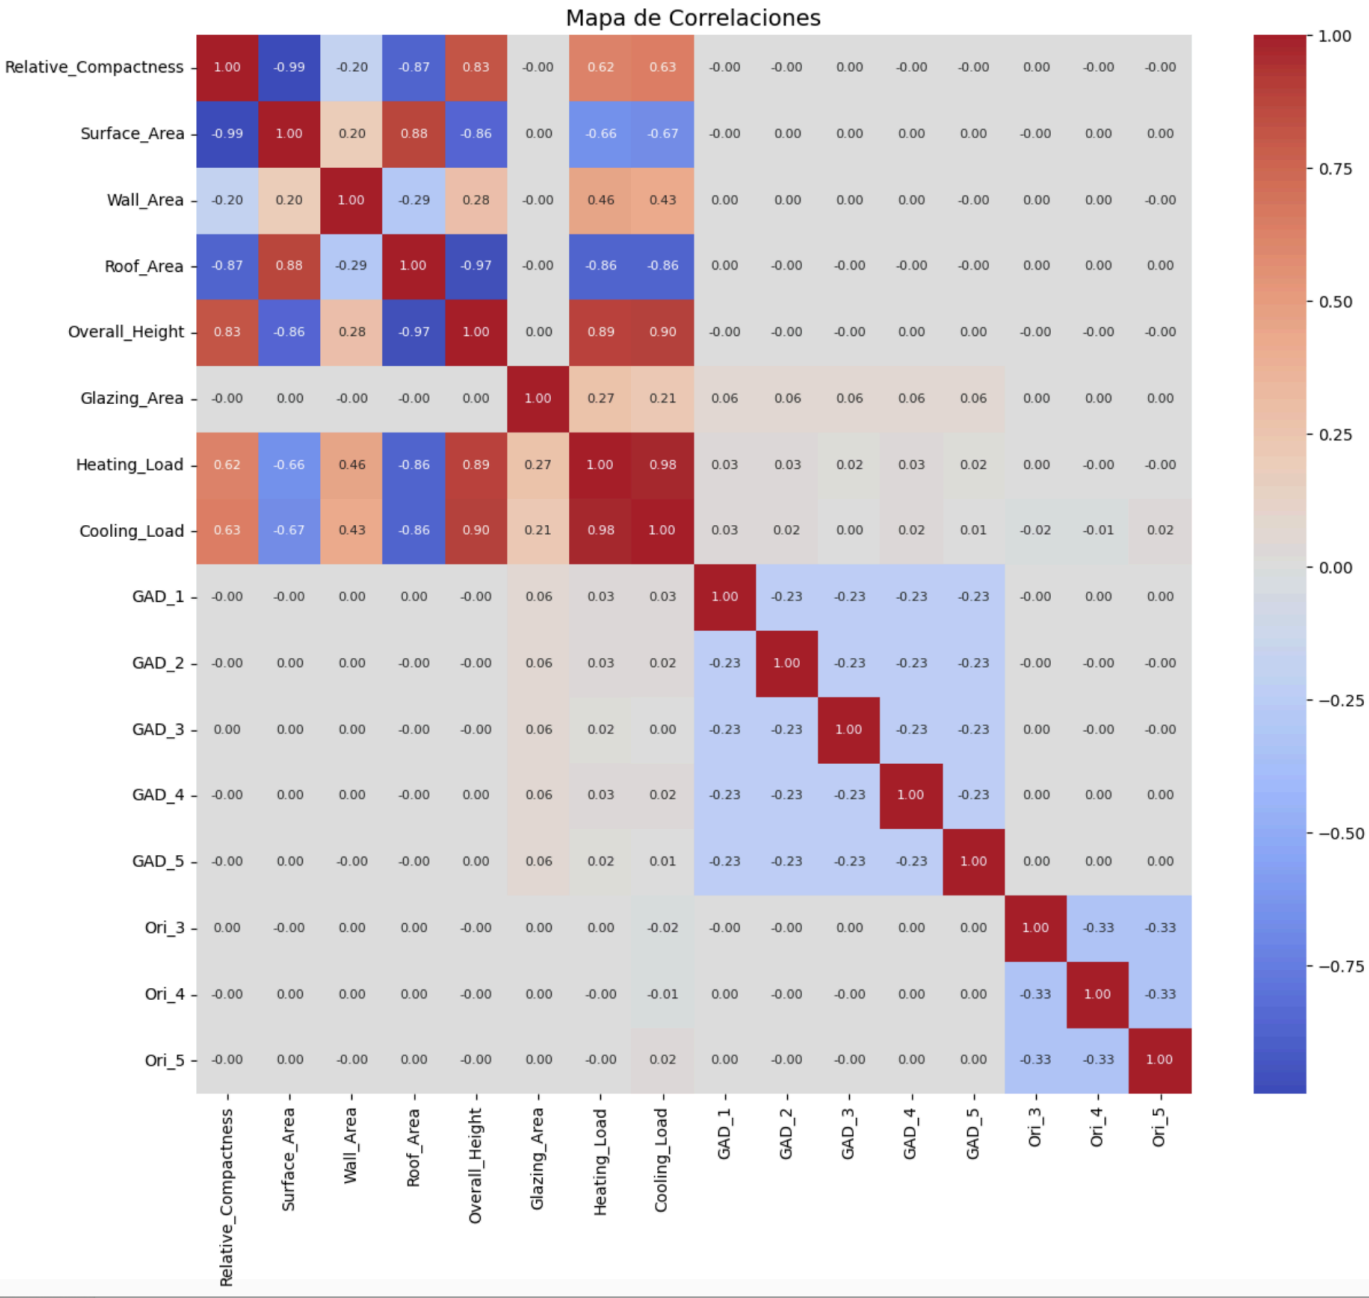 Mapa de Correlaciones
Relative_Compactness 1.00 -0.99 -0.20 -0.87 0.83 -0.00 0.62 0.63 -0.00 -0.00 0.00 -0.00 -0.00 0.00 -0.00 -0.00
Surface_Area -0.99 1.00 0.20 0.88 -0.86 0.00 -0.66 -0.67 -0.00 0.00 0.00 0.00 0.00 -0.00 0.00 0.00
Wall_Area -0.20 0.20 1.00 -0.29 0.28 -0.00 0.46 0.43 0.00 0.00 0.00 0.00 -0.00 0.00 0.00 -0.00
Roof_Area -0.87 0.88 -0.29 1.00 -0.97 -0.00 -0.86 -0.86 0.00 -0.00 -0.00 -0.00 -0.00 0.00 0.00 0.00
Overall_Height 0.83 -0.86 0.28 -0.97 1.00 0.00 0.89 0.90 -0.00 -0.00 0.00 0.00 0.00 -0.00 -0.00 -0.00
Glazing_Area -0.00 0.00 -0.00 -0.00 0.00 1.00 0.27 0.21 0.06 0.06 0.06 0.06 0.06 0.00 0.00 0.00
Heating_Load 0.62 -0.66 0.46 -0.86 0.89 0.27 1.00 0.98 0.03 0.03 0.02 0.03 0.02 0.00 -0.00 -0.00
Cooling_Load 0.63 -0.67 0.43 -0.86 0.90 0.21 0.98 1.00 0.03 0.02 0.00 0.02 0.01 -0.02 -0.01 0.02
GAD_1 -0.00 -0.00 0.00 0.00 -0.00 0.06 0.03 0.03 1.00 -0.23 -0.23 -0.23 -0.23 -0.00 0.00 0.00
GAD_2 -0.00 0.00 0.00 -0.00 -0.00 0.06 0.03 0.02 -0.23 1.00 -0.23 -0.23 -0.23 -0.00 -0.00 -0.00
GAD_3 0.00 0.00 0.00 -0.00 0.00 0.06 0.02 0.00 -0.23 -0.23 1.00 -0.23 -0.23 0.00 -0.00 -0.00
GAD_4 -0.00 0.00 0.00 -0.00 0.00 0.06 0.03 0.02 -0.23 -0.23 -0.23 1.00 -0.23 0.00 0.00 0.00
GAD_5 -0.00 0.00 -0.00 -0.00 0.00 0.06 0.02 0.01 -0.23 -0.23 -0.23 -0.23 1.00 0.00 0.00 0.00
Ori_3 0.00 -0.00 0.00 0.00 -0.00 0.00 0.00 -0.02 -0.00 -0.00 0.00 0.00 0.00 1.00 -0.33 -0.33
Ori_4 -0.00 0.00 0.00 0.00 -0.00 0.00 -0.00 -0.01 0.00 -0.00 -0.00 0.00 0.00 -0.33 1.00 -0.33
Ori_5 -0.00 0.00 -0.00 0.00 -0.00 0.00 -0.00 0.02 0.00 -0.00 -0.00 0.00 0.00 -0.33 -0.33 1.00
Relative_Compactness
Surface_Area
Wall_Area
Roof_Area
Overall_Height
Glazing_Area
Heating_Load
Cooling_Load
GAD_1
GAD_2
GAD_3
GAD_4
GAD_5
Ori_3
Ori_4
Ori_5
1.00
0.75
0.50
0.25
0.00
−0.25
−0.50
−0.75